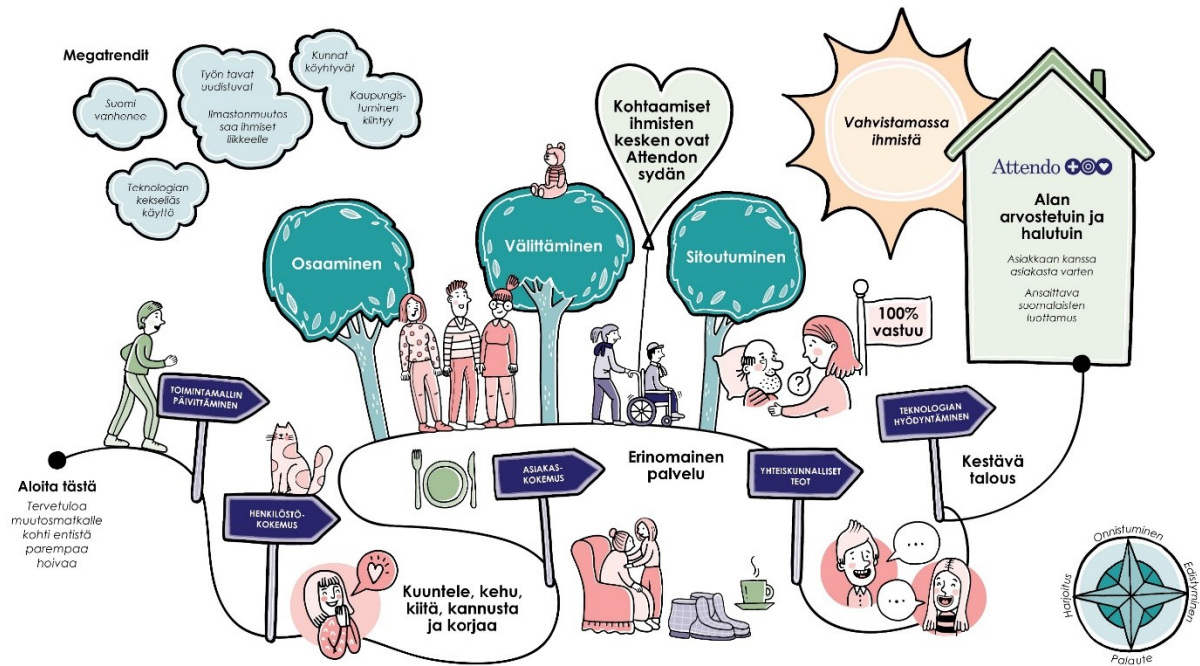 Megatrendit
Suomi
vanhenee
Työn tavat
uudistuvat
Ilmastonmuutos
saa ihmiset
liikkeelle
Kunnat
köyhtyvät
Kaupungis-
tuminen
kiihtyy
Teknologian
kekseliäs
käyttö
Kohtaamiset
ihmisten
kesken ovat
Attendon
sydän
Vahvistamassa
ihmistä
Attendo
Alan
arvostetuin ja
halutuin
Asiakkaan kanssa
asiakasta varten
Ansaittava
suomalaisten
luottamus
Osaaminen
Välittäminen
Sitoutuminen
100%
vastuu
?
TOIMINTAMALLIN
PÄIVITTÄMINEN
Aloita tästä
Tervetuloa
muutosmatkalle
kohti entistä
parempaa
hoivaa
HENKILÖSTÖ-
KOKEMUS
Kuuntele, kehu,
kiitä, kannusta
ja korjaa
ASIAKAS-
KOKEMUS
Erinomainen
palvelu
YHTEISKUNNALLISET
TEOT
TEKNOLOGIAN
HYÖDYNTÄMINEN
Kestävä
talous
...
...
Onnistuminen
Edistyminen
Palaute
Harjoitus